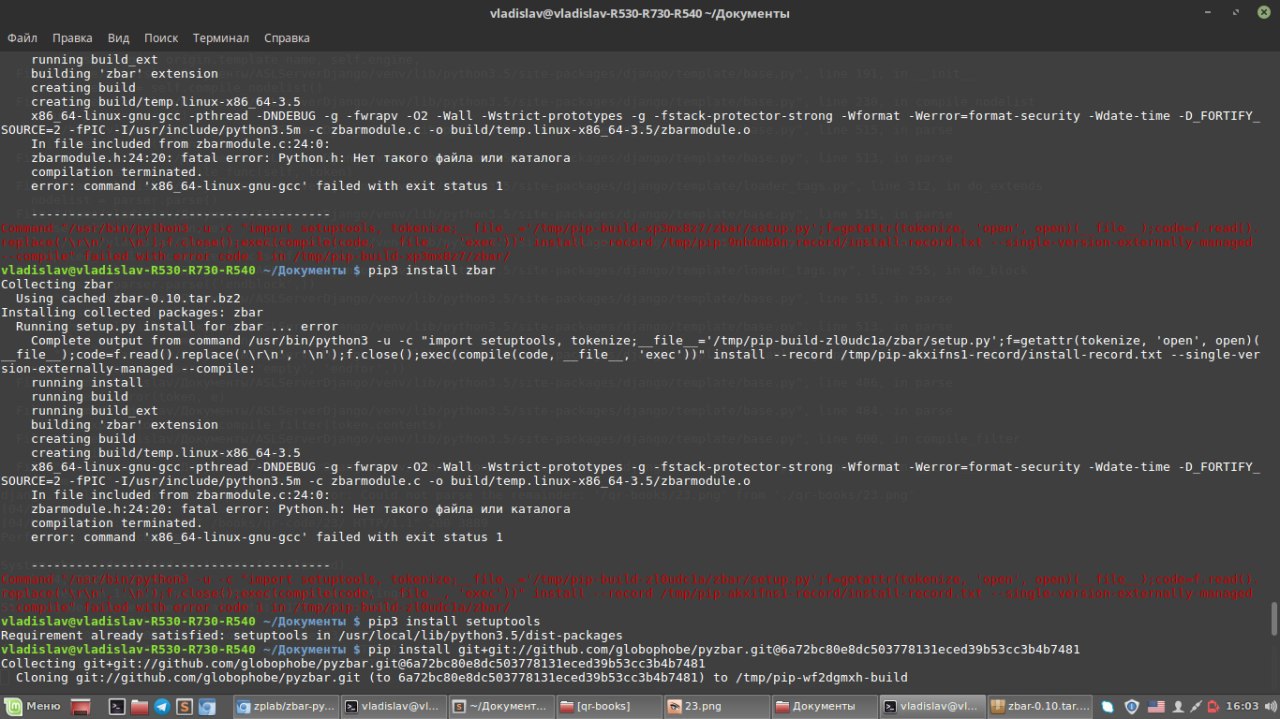 vladislav@vladislav-R530-R730-R540 ~/Документы
Файл Правка Вид Поиск Терминал Справка
running build_ext
building 'zbar' extension
creating build
creating build/temp.linux-x86_64-3.5
x86_64-linux-gnu-gcc -pthread -DNDEBUG -g -fwrapv -O2 -Wall -Wstrict-prototypes -g -fstack-protector-strong -Wformat -Werror=format-security -Wdate-time -D_FORTIFY_
SOURCE=2 -fPIC -I/usr/include/python3.5m -c zbarmodule.c -o build/temp.linux-x86_64-3.5/zbarmodule.o
In file included from zbarmodule.c:24:0:
zbarmodule.h:24:20: fatal error: Python.h: Нет такого файла или каталога
compilation terminated.
error: command 'x86_64-linux-gnu-gcc' failed with exit status 1
----------------------------------------
Command "/usr/bin/python3 -u -c "import setuptools, tokenize;__file__='/tmp/pip-build-xp3mx8z7/zbar/setup.py';f=getattr(tokenize, 'open', open)(__file__);code=f.read().
replace('\r\n', '\n');f.close();exec(compile(code, __file__, 'exec'))" install --record -record/install-record.txt --single-version-externally-managed
--compile" failed with error code 1 in /tmp/pip-build-xp3mx8z7/zbar/
vladislav@vladislav-R530-R730-R540 ~/Документы $ pip3 install zbar
Collecting zbar
Using cached zbar-0.10.tar.bz2
Installing collected packages: zbar
Running setup.py install for zbar ... error
Complete output from command /usr/bin/python3 -u -c "import setuptools, tokenize;__file__='/tmp/pip-build-zl0udc1a/zbar/setup.py';f=getattr(tokenize, 'open', open)(
__file__);code=f.read().replace('\r\n', '\n');f.close();exec(compile(code, __file__, 'exec'))" install --record /tmp/pip-akxifns1-record/install-record.txt --single-ver
sion-externally-managed --compile:
running install
running build
running build_ext
building 'zbar' extension
creating build
creating build/temp.linux-x86_64-3.5
x86_64-linux-gnu-gcc -pthread -DNDEBUG -g -fwrapv -O2 -Wall -Wstrict-prototypes -g -fstack-protector-strong -Wformat -Werror=format-security -Wdate-time -D_FORTIFY_
SOURCE=2 -fPIC -I/usr/include/python3.5m -c zbarmodule.c -o build/temp.linux-x86_64-3.5/zbarmodule.o
In file included from zbarmodule.c:24:0:
zbarmodule.h:24:20: fatal error: Python.h: Нет такого файла или каталога
compilation terminated.
error: command 'x86_64-linux-gnu-gcc' failed with exit status 1
----------------------------------------
Command "/usr/bin/python3 -u -c "import setuptools, tokenize;__file__='/tmp/pip-build-zl0udc1a/zbar/setup.py';f=getattr(tokenize, 'open', open)(__file__);code=f.read().
replace('\r\n', '\n');f.close();exec(compile(code, __file__, 'exec'))" install --record /tmp/pip-akxifns1-record/install-record.txt --single-version-externally-managed
--compile" failed with error code 1 in /tmp/pip-build-zl0udc1a/zbar/
vladislav@vladislav-R530-R730-R540 ~/Документы $ pip3 install setuptools
Requirement already satisfied: setuptools in /usr/local/lib/python3.5/dist-packages
vladislav@vladislav-R530-R730-R540 ~/Документы $ pip install git+git://github.com/globophobe/pyzbar.git@6a72bc80e8dc503778131eced39b53cc3b4b7481
Collecting git+git://github.com/globophobe/pyzbar.git@6a72bc80e8dc503778131eced39b53cc3b4b7481
Cloning git://github.com/globophobe/pyzbar.git (to 6a72bc80e8dc503778131eced39b53cc3b4b7481) to /tmp/pip-wf2dgmxh-build
Меню zplab/zbar-py... vladislav@vl... ~/Документ... [qr-books] 23.png Документы vladislav@vl... zbar-0.10.tar.... 16:03